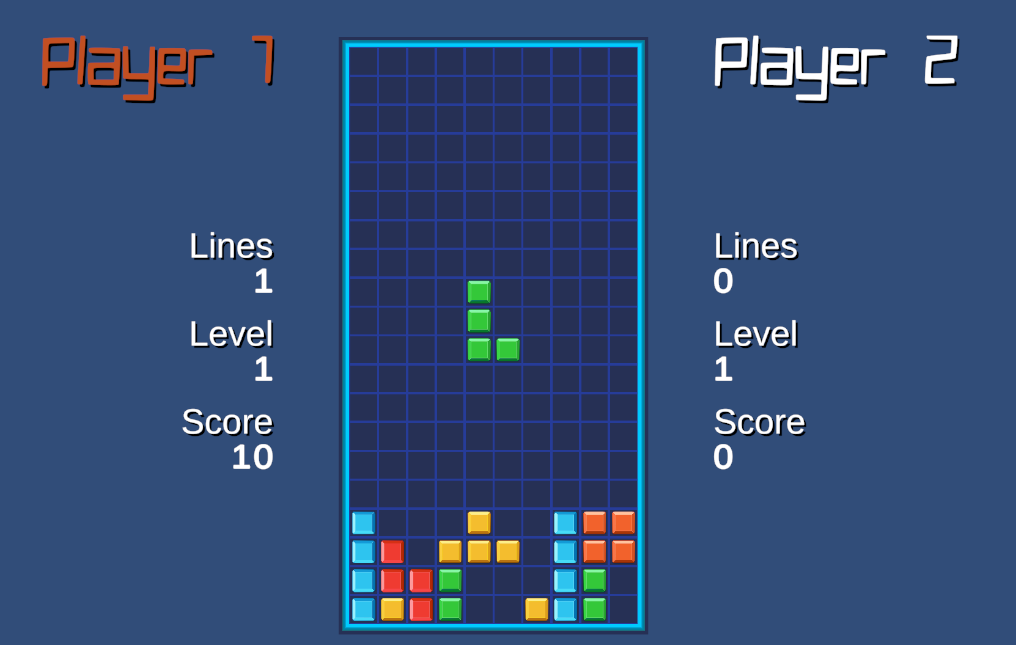 Player 1
Lines
1
Level
1
Score
10
Player 2
Lines
0
Level
1
Score
0